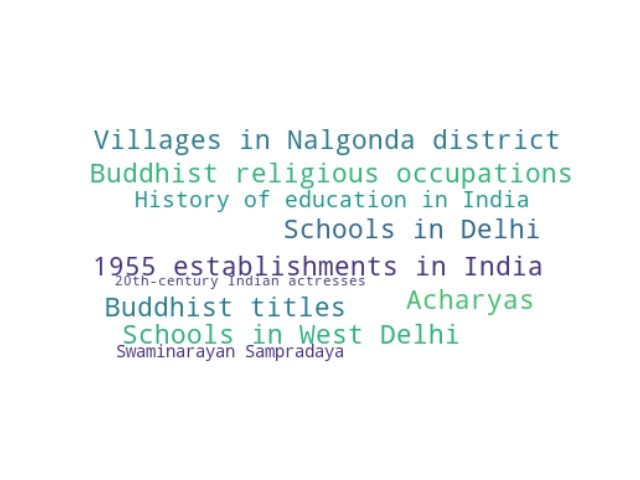 Villages in Nalgonda district
Buddhist religious occupations
History of education in India
Schools in Delhi
1955 establishments in India
20th-century Indian actresses
Buddhist titles
Acharyas
Schools in West Delhi
Swaminarayan Sampradaya